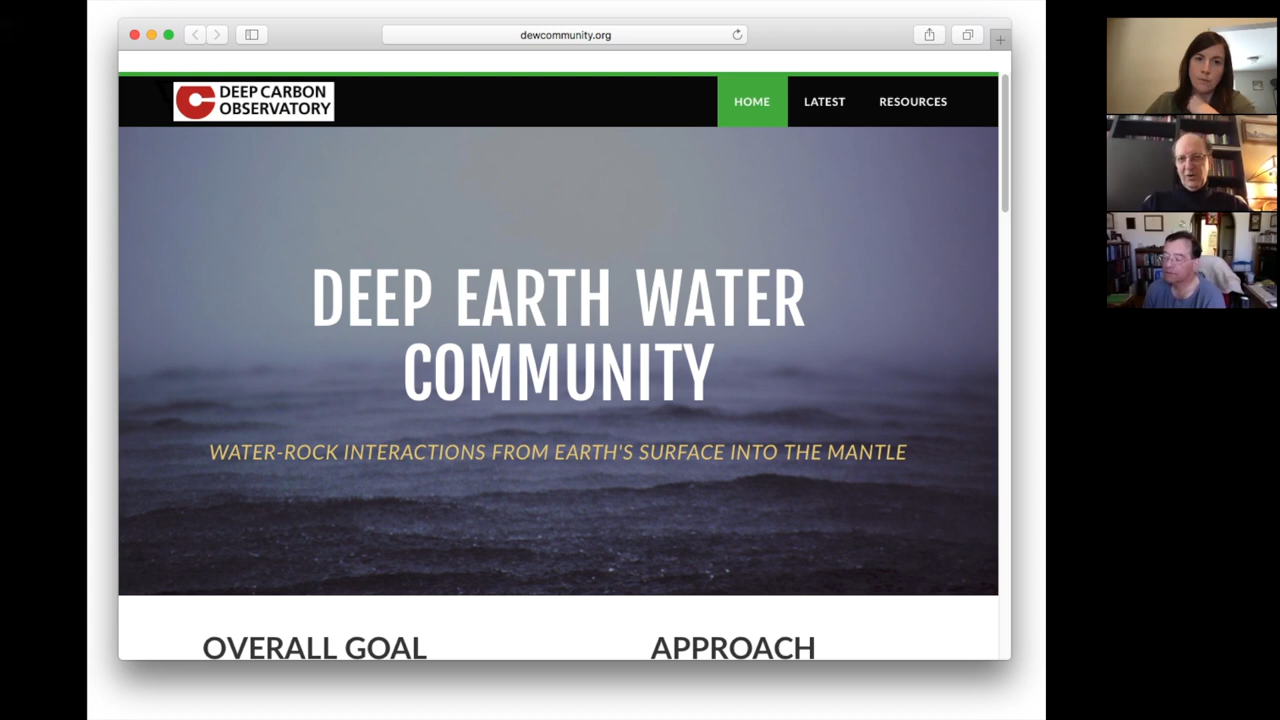 dewcommunity.org
DEEP CARBON
OBSERVATORY
HOME LATEST RESOURCES
DEEP EARTH WATER
COMMUNITY
WATER-ROCK INTERACTIONS FROM EARTH'S SURFACE INTO THE MANTLE
OVERALL GOAL APPROACH